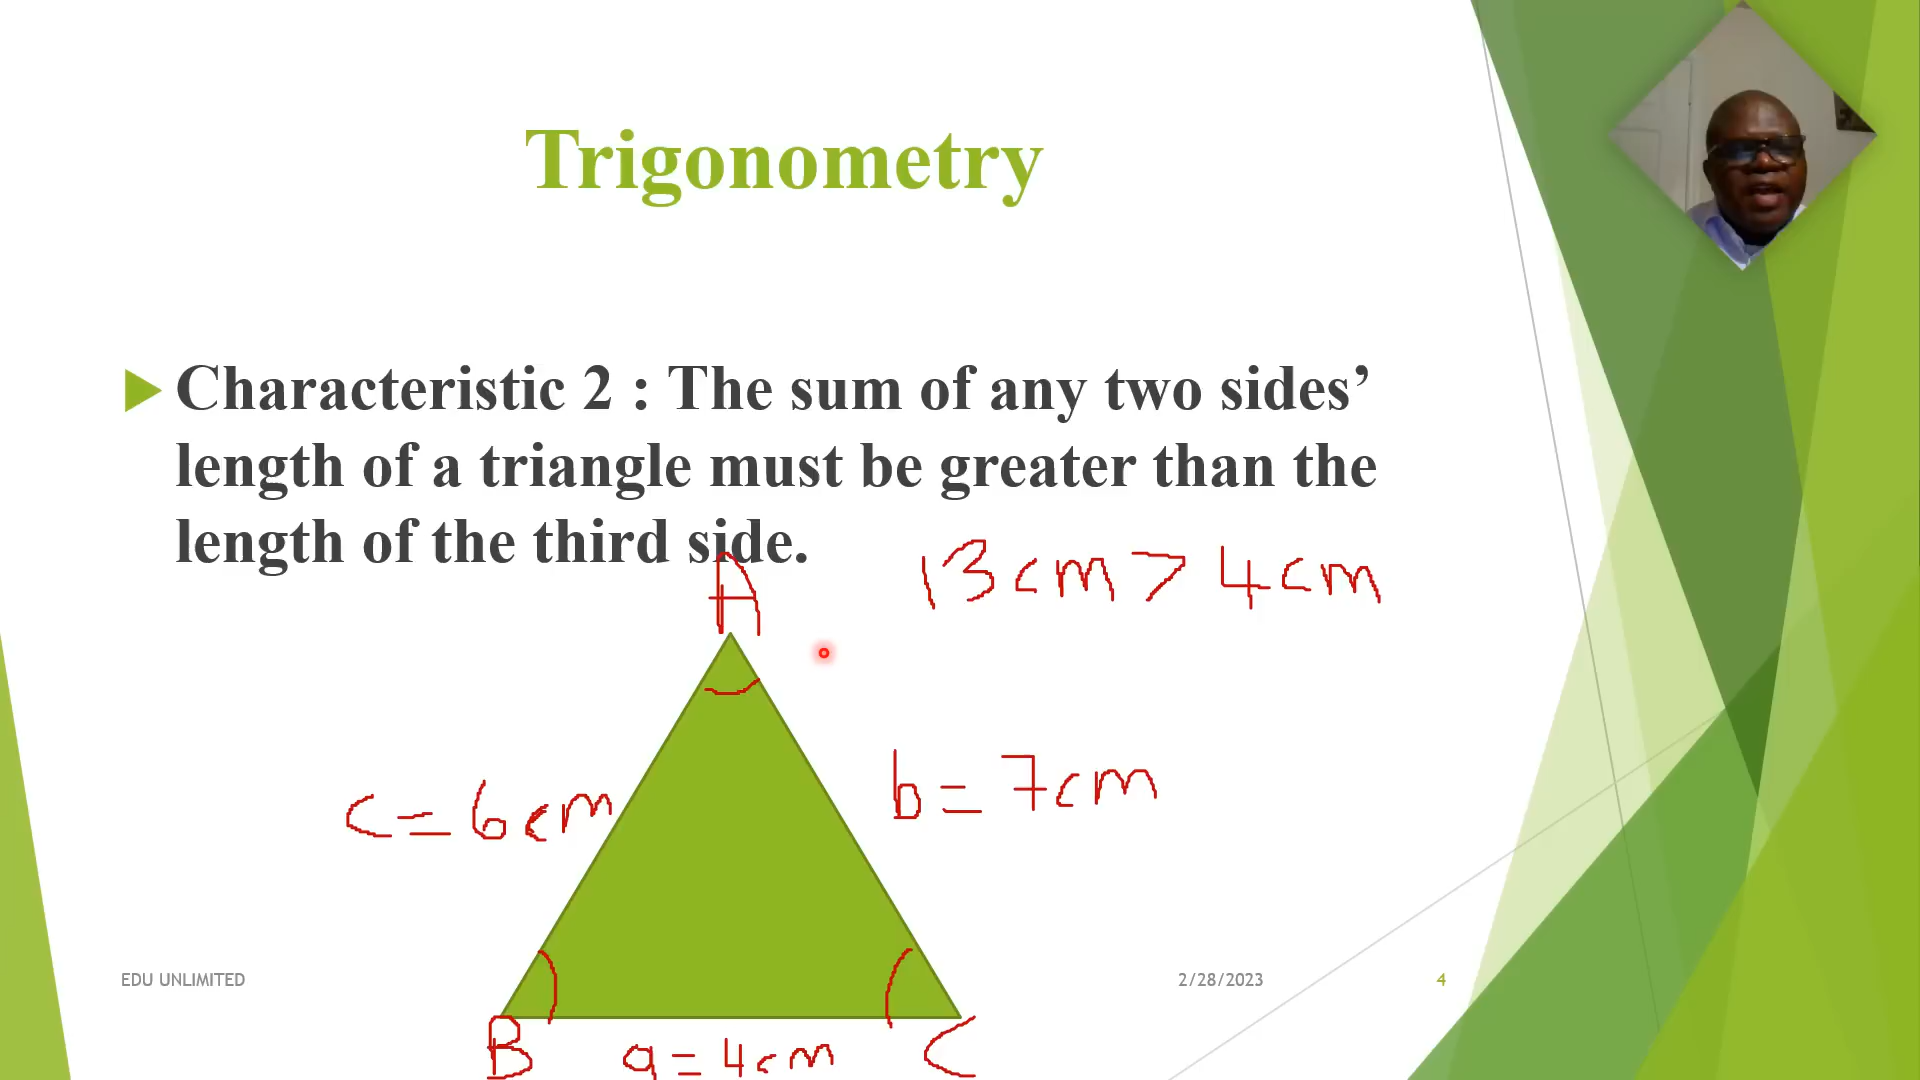 Trigonometry
Characteristic 2 : The sum of any two sides’
length of a triangle must be greater than the
length of the third side.
13cm > 4cm
A
b = 7cm
c = 6cm
EDU UNLIMITED
2/28/2023
4
B
a = 4cm
C